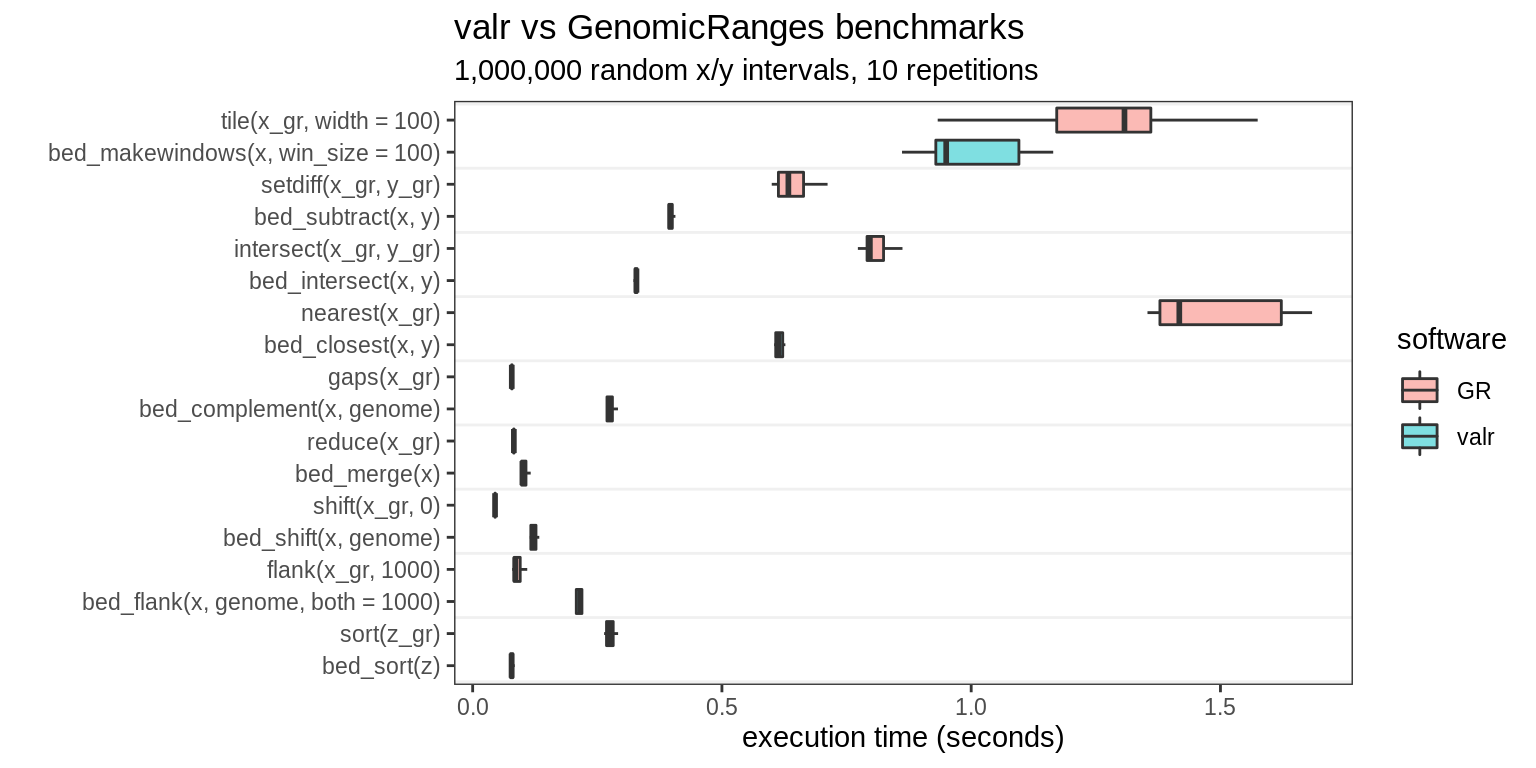 valr vs GenomicRanges benchmarks
1,000,000 random x/y intervals, 10 repetitions
tile(x_gr, width = 100)
bed_makewindows(x, win_size = 100)
setdiff(x_gr, y_gr)
bed_subtract(x, y)
intersect(x_gr, y_gr)
bed_intersect(x, y)
nearest(x_gr)
bed_closest(x, y)
gaps(x_gr)
bed_complement(x, genome)
reduce(x_gr)
bed_merge(x)
shift(x_gr, 0)
bed_shift(x, genome)
flank(x_gr, 1000)
bed_flank(x, genome, both = 1000)
sort(z_gr)
bed_sort(z)
0.0 0.5 1.0 1.5
execution time (seconds)
software
GR
valr